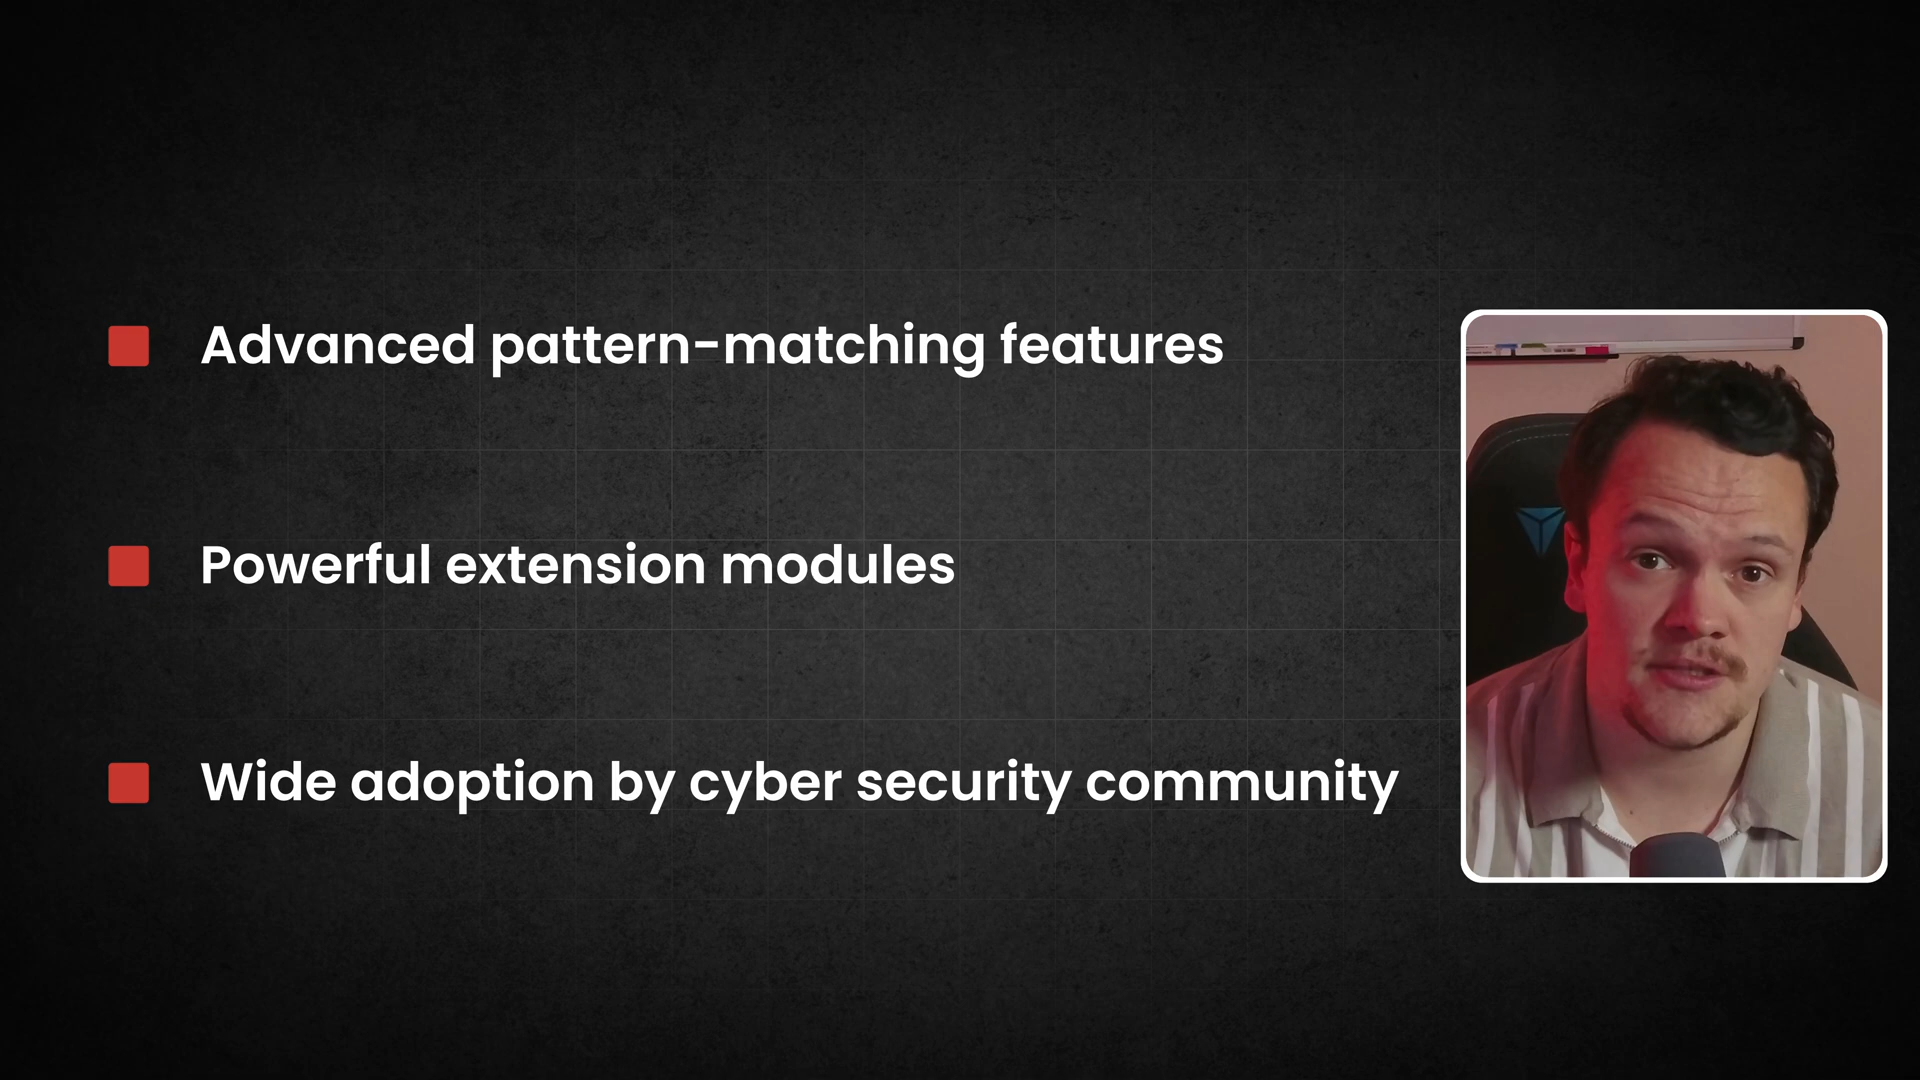 Advanced pattern-matching features
Powerful extension modules
Wide adoption by cyber security community